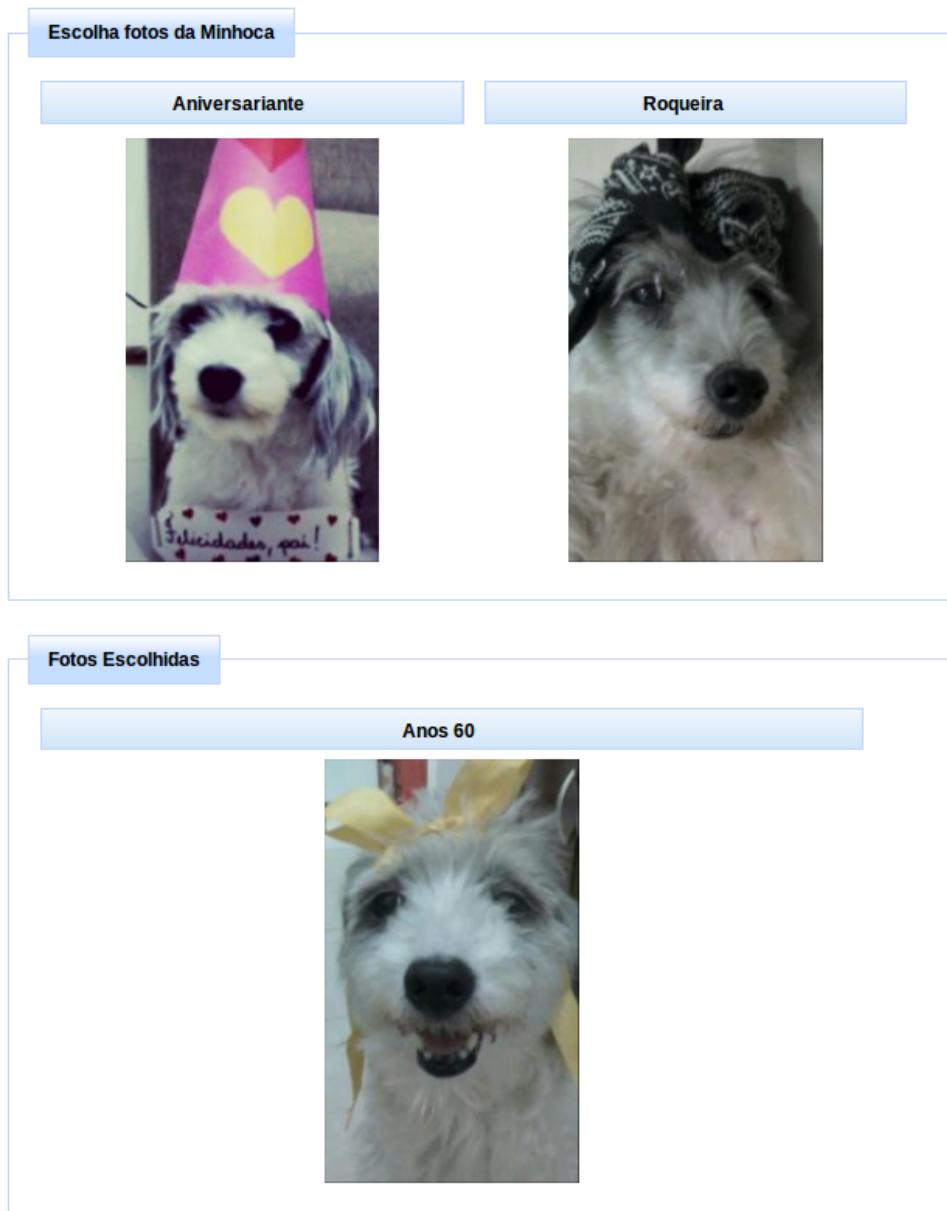 Escolha fotos da Minhoca
Aniversariante
Roqueira
Felicidades, pai!
Fotos Escolhidas
Anos 60